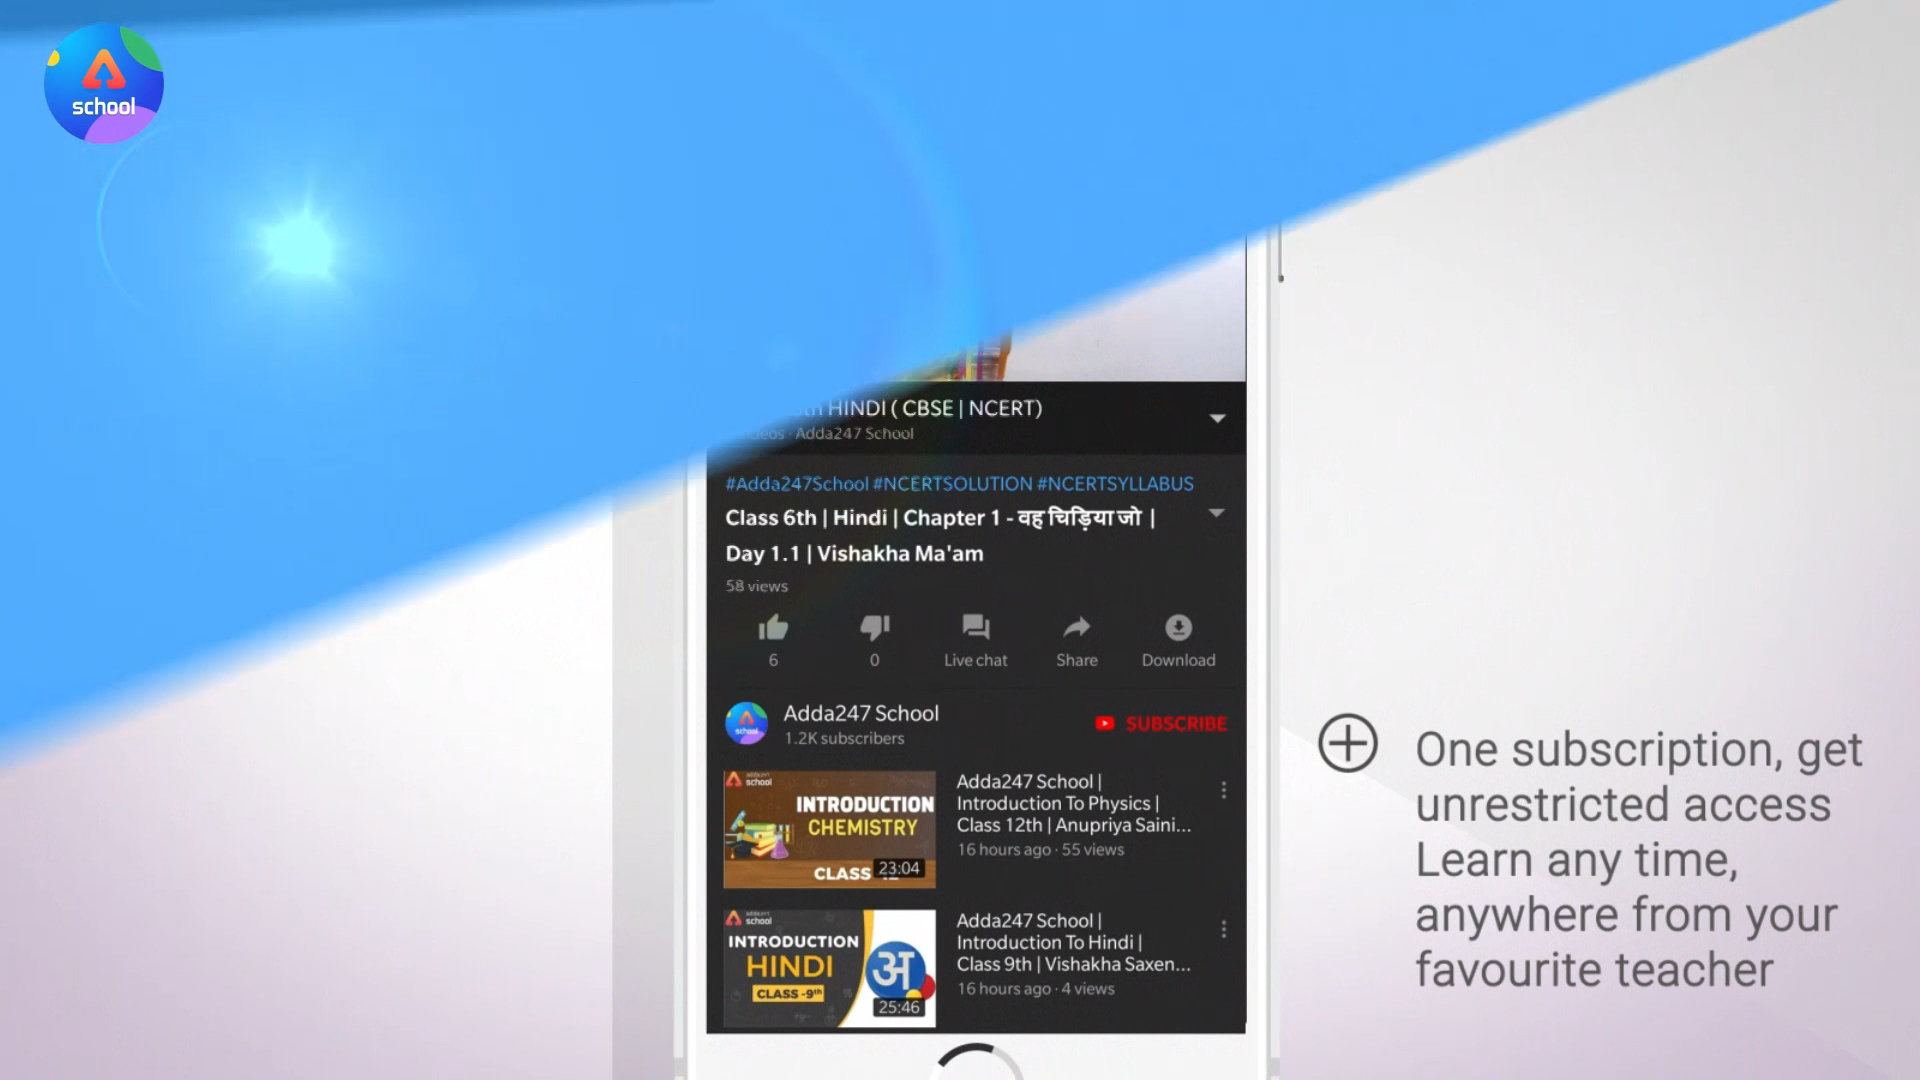 school
HINDI ( CBSE | NCERT)
Adda247 School
#Adda247School #NCERTSOLUTION #NCERTSYLLABUS
Class 6th | Hindi | Chapter 1 - वह चिड़िया जो |
Day 1.1 | Vishakha Ma'am
58 views
6
0
Live chat
Share
Download
Adda247 School
1.2K subscribers
SUBSCRIBE
school
school
INTRODUCTION
CHEMISTRY
CLASS
23:04
Adda247 School |
Introduction To Physics |
Class 12th | Anupriya Saini...
16 hours ago · 55 views
school
INTRODUCTION
HINDI
CLASS -9th
अ
25:46
Adda247 School |
Introduction To Hindi |
Class 9th | Vishakha Saxen...
16 hours ago · 4 views
One subscription, get
unrestricted access
Learn any time,
anywhere from your
favourite teacher